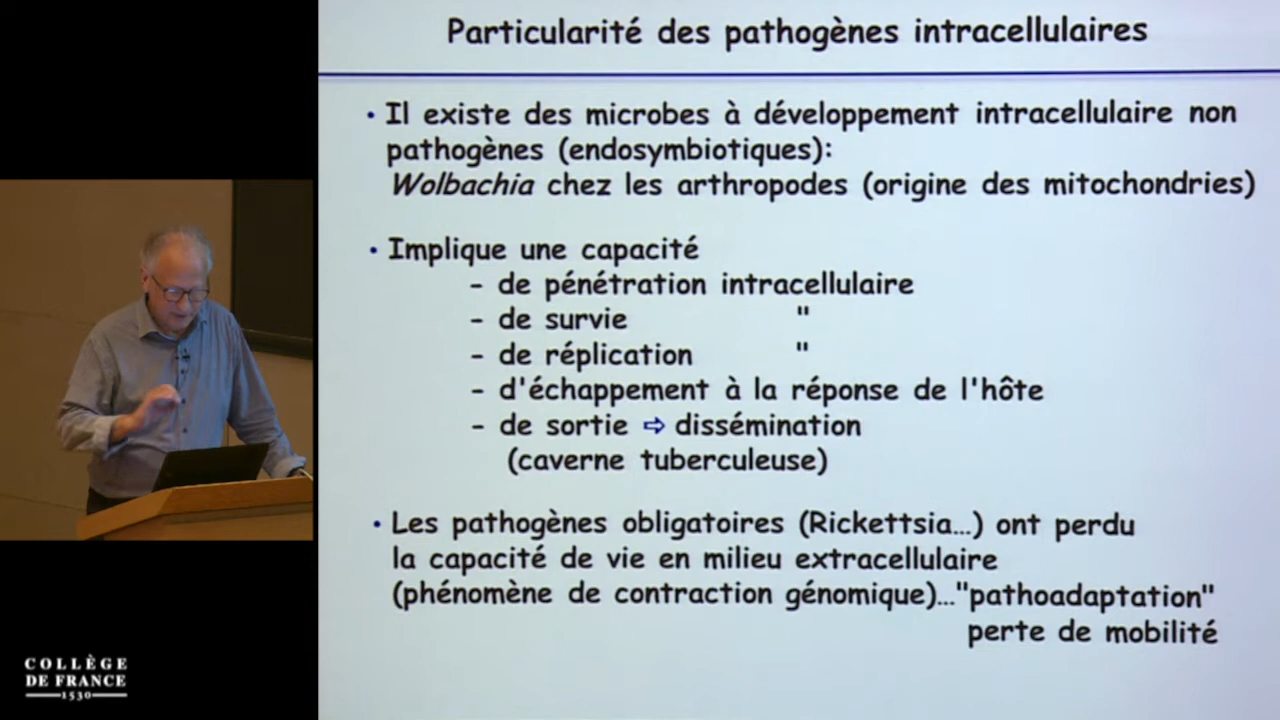 Particularité des pathogènes intracellulaires
• Il existe des microbes à développement intracellulaire non
pathogènes (endosymbiotiques):
Wolbachia chez les arthropodes (origine des mitochondries)
• Implique une capacité
- de pénétration intracellulaire
- de survie "
- de réplication "
- d'échappement à la réponse de l'hôte
- de sortie ⇨ dissémination
(caverne tuberculeuse)
• Les pathogènes obligatoires (Rickettsia…) ont perdu
la capacité de vie en milieu extracellulaire
(phénomène de contraction génomique)…"pathoadaptation"
perte de mobilité
COLLÈGE
DE FRANCE
1530